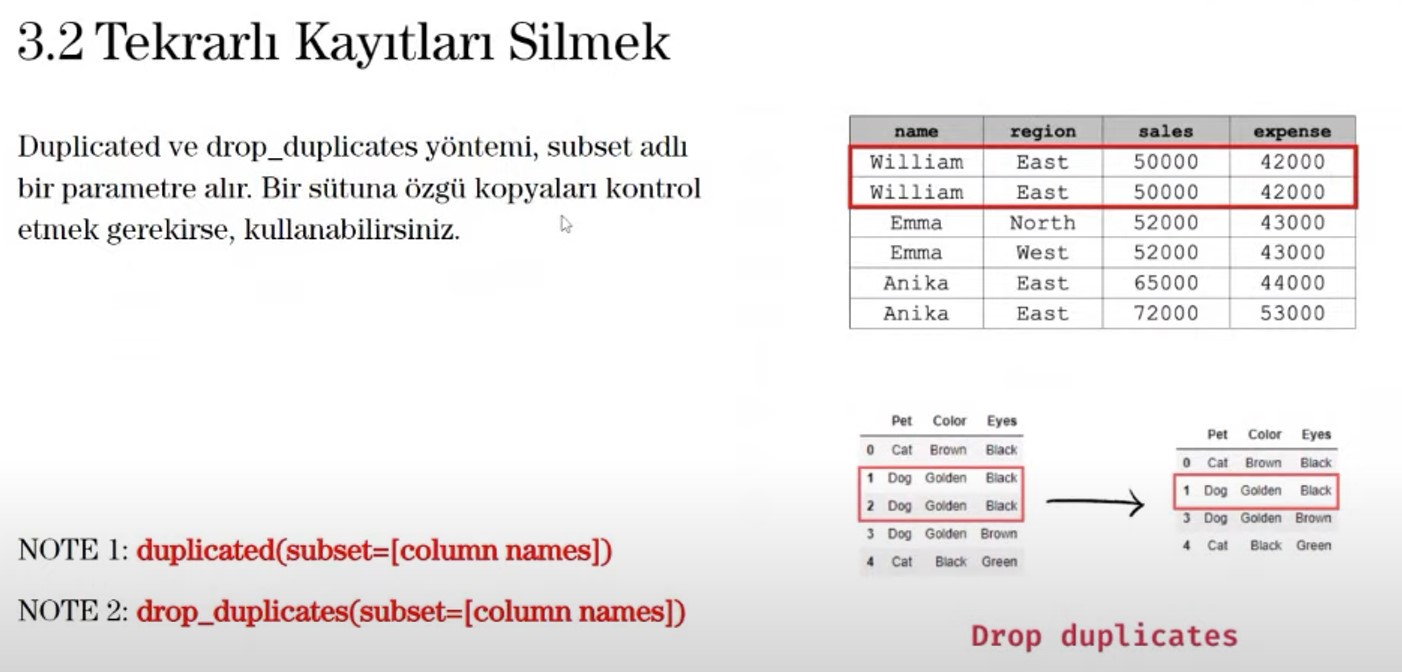 3.2 Tekrarlı Kayıtları Silmek
Duplicated ve drop_duplicates yöntemi, subset adlı
bir parametre alır. Bir sütuna özgü kopyaları kontrol
etmek gerekirse, kullanabilirsiniz.
NOTE 1: duplicated(subset=[column names])
NOTE 2: drop_duplicates(subset=[column names])
name region sales expense
William East 50000 42000
William East 50000 42000
Emma North 52000 43000
Emma West 52000 43000
Anika East 65000 44000
Anika East 72000 53000
Pet Color Eyes
0 Cat Brown Black
1 Dog Golden Black
2 Dog Golden Black
3 Dog Golden Brown
4 Cat Black Green
Pet Color Eyes
0 Cat Brown Black
1 Dog Golden Black
3 Dog Golden Brown
4 Cat Black Green
Drop duplicates